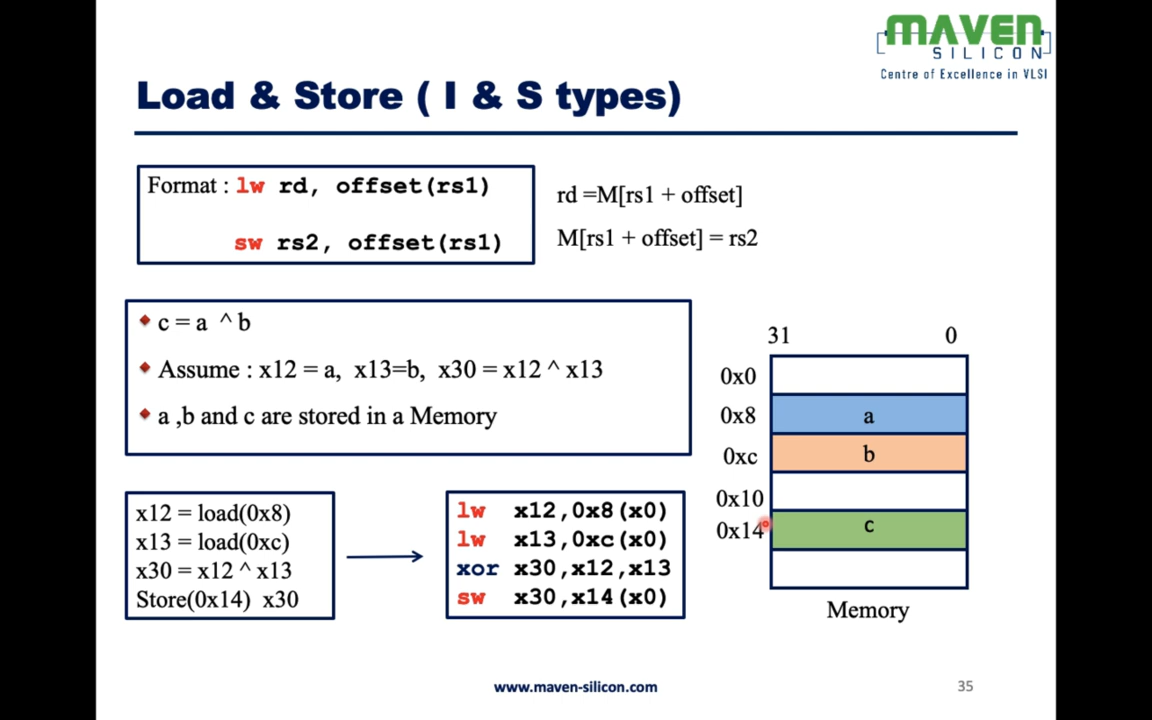 MAVEN
SILICON
Centre of Excellence in VLSI
Load & Store ( I & S types)
Format : lw rd, offset(rs1)
sw rs2, offset(rs1)
rd =M[rs1 + offset]
M[rs1 + offset] = rs2
c = a ^ b
Assume : x12 = a, x13=b, x30 = x12 ^ x13
a ,b and c are stored in a Memory
x12 = load(0x8)
x13 = load(0xc)
x30 = x12 ^ x13
Store(0x14) x30
lw x12,0x8(x0)
lw x13,0xc(x0)
xor x30,x12,x13
sw x30,x14(x0)
31 0
0x0
0x8 a
0xc b
0x10
0x14 c
Memory
www.maven-silicon.com
35